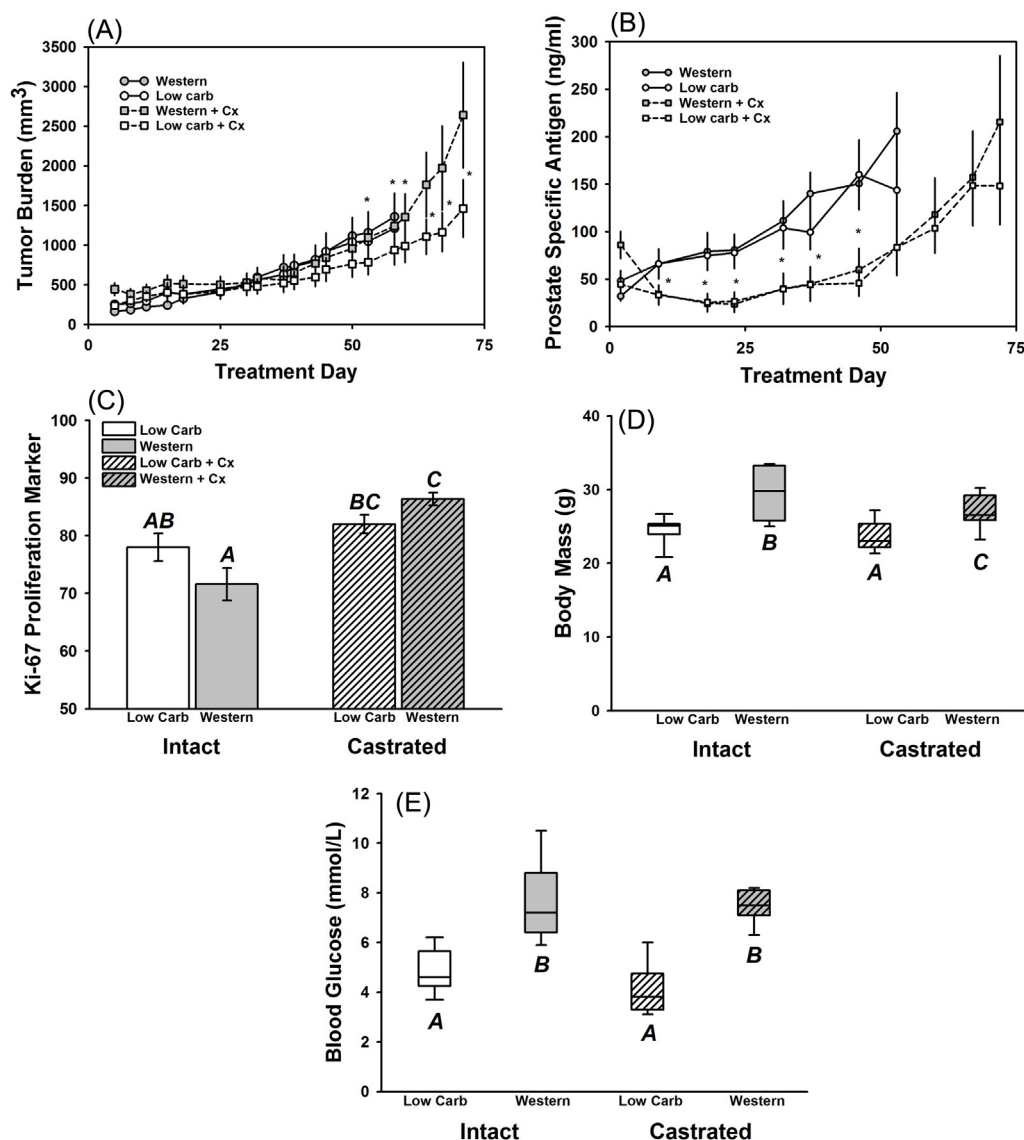 (A)
Tumor Burden (mm3)
3500
3000
2500
2000
1500
1000
500
0
Western
Low carb
Western + Cx
Low carb + Cx
* * * * * *
0 25 50 75
Treatment Day
(B)
Prostate Specific Antigen (ng/ml)
300
250
200
150
100
50
0
Western
Low carb
Western + Cx
Low carb + Cx
* * * * * *
0 25 50 75
Treatment Day
(C)
Ki-67 Proliferation Marker
100
90
80
70
60
50
Low Carb
Western
Low Carb + Cx
Western + Cx
AB A BC C
Low Carb Western Low Carb Western
Intact Castrated
(D)
Body Mass (g)
40
30
20
10
0
A B A C
Low Carb Western Low Carb Western
Intact Castrated
(E)
Blood Glucose (mmol/L)
12
10
8
6
4
2
0
A B A B
Low Carb Western Low Carb Western
Intact Castrated